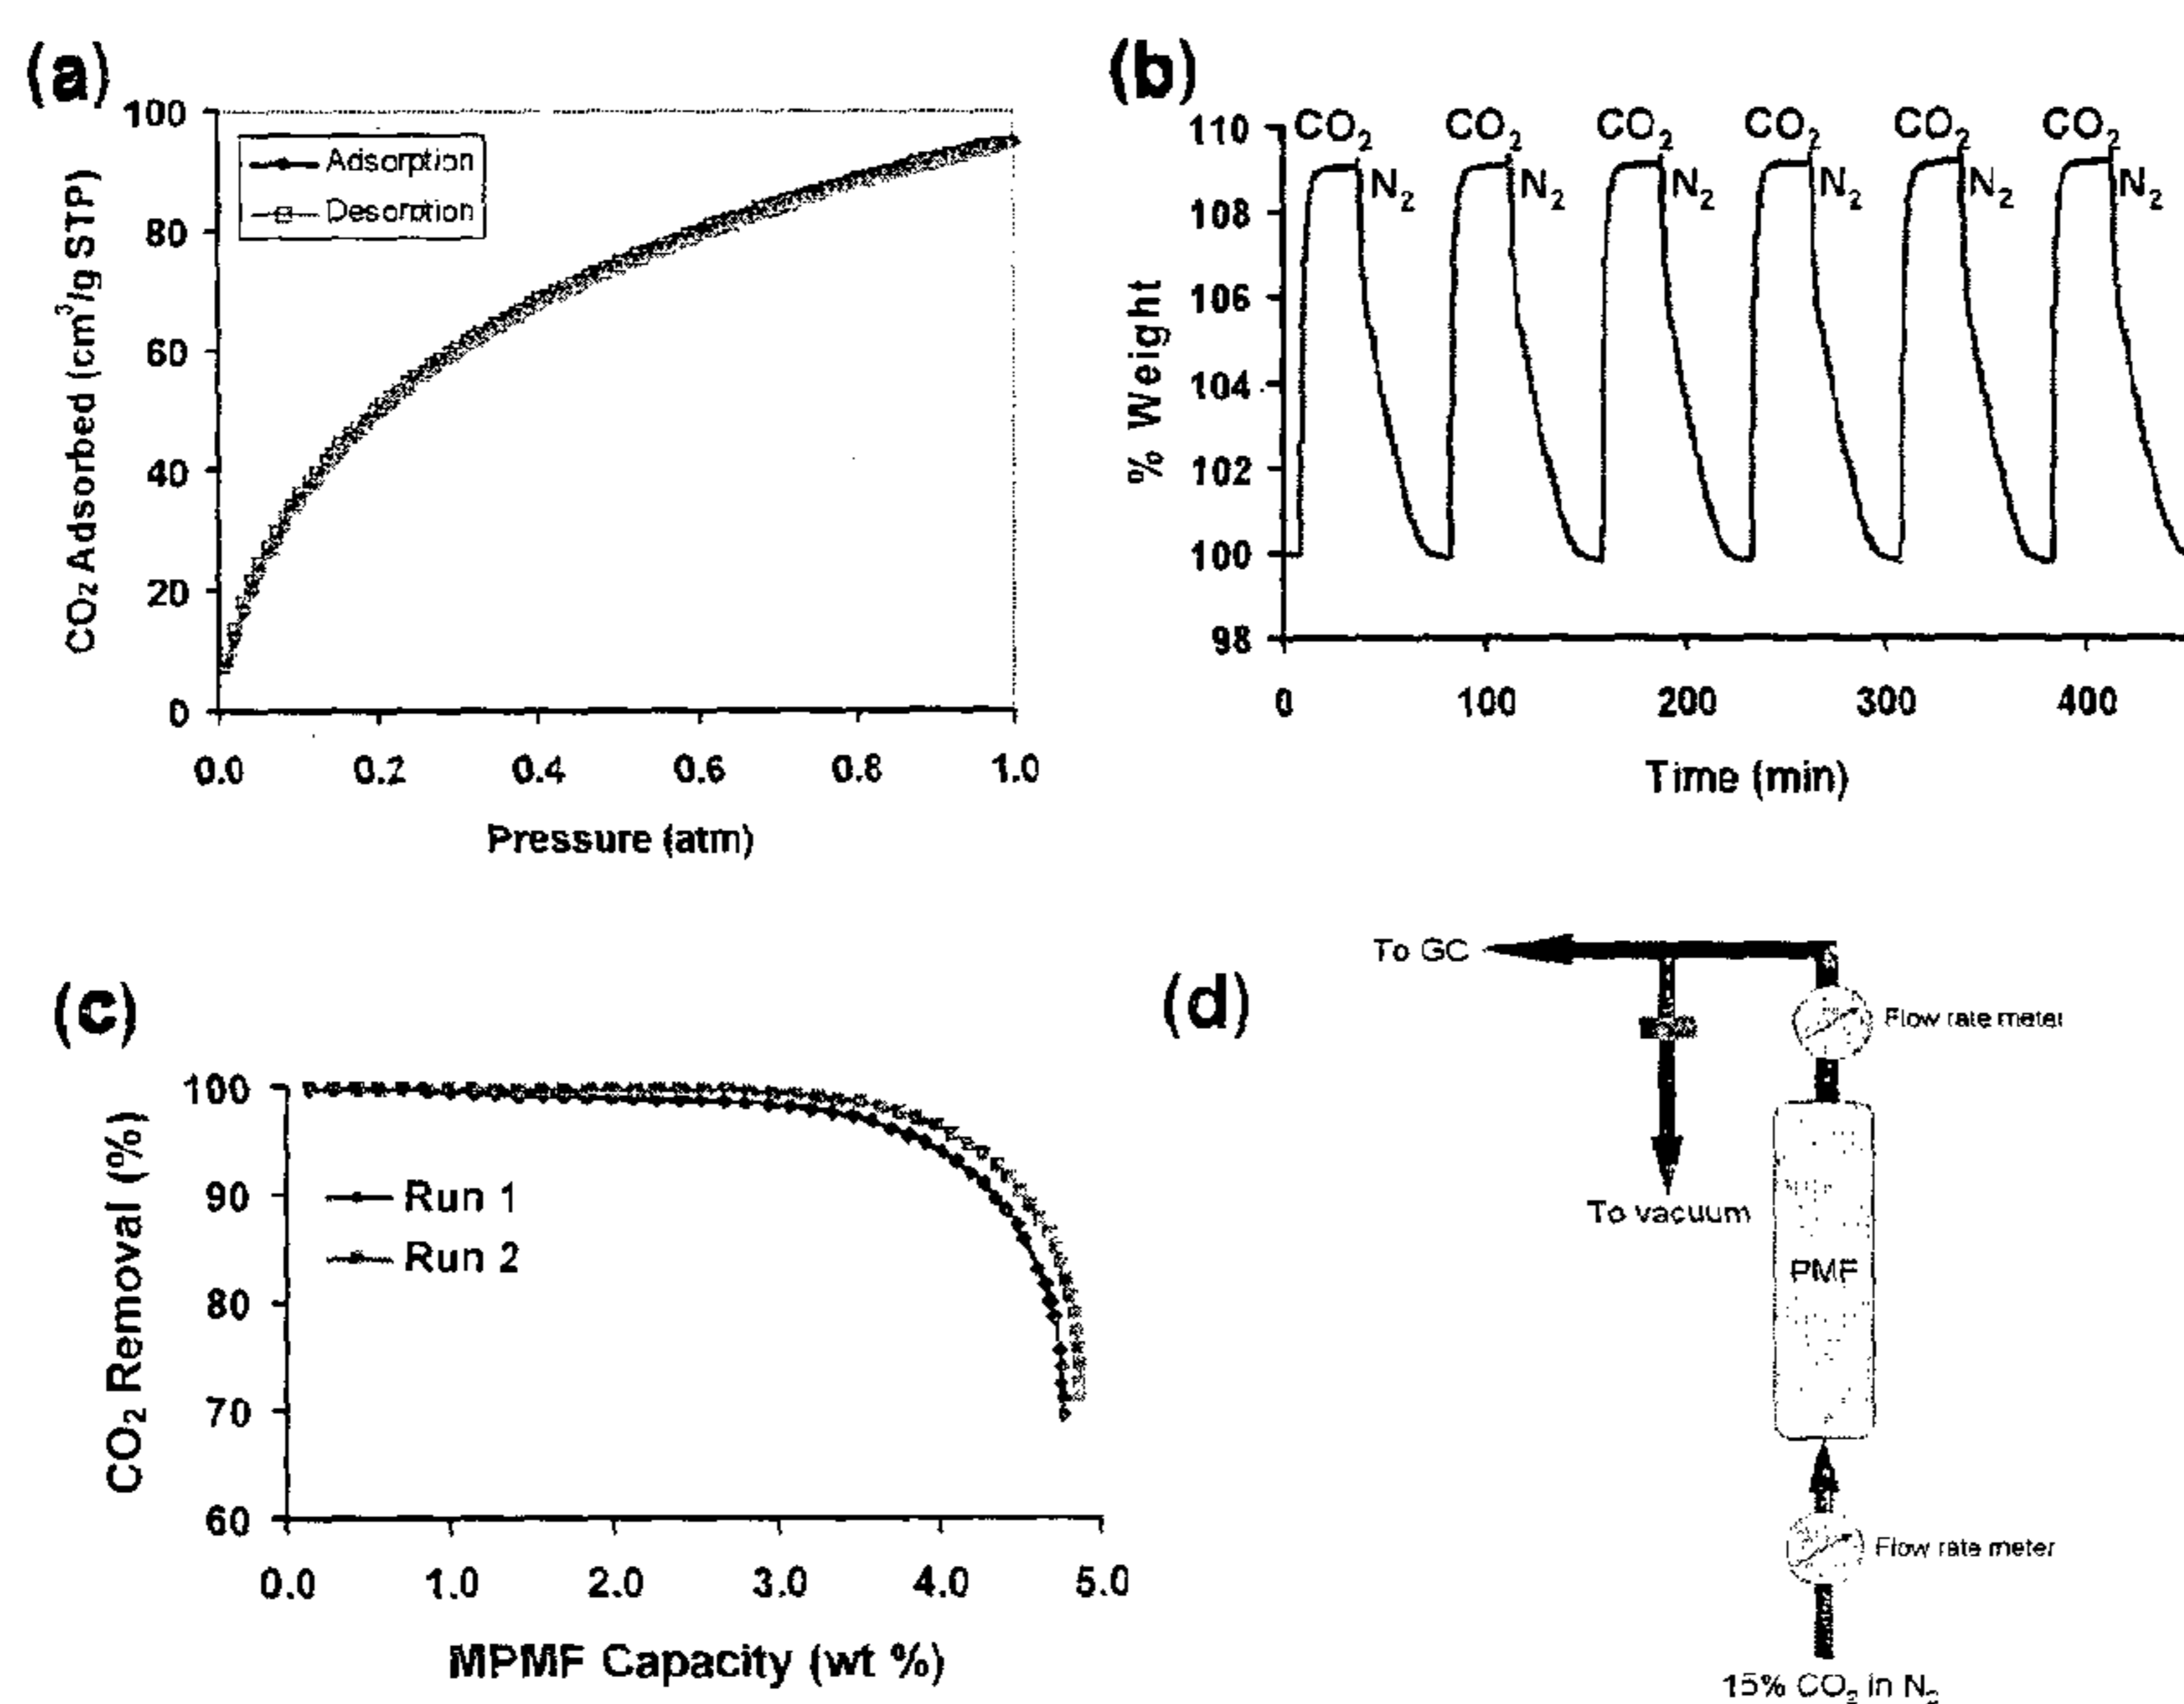 (a)
100
80
60
40
20
0
CO₂ Adsorbed (cm³/g STP)
Adsorption
Desorption
0.0 0.2 0.4 0.6 0.8 1.0
Pressure (atm)
(b)
110
108
106
104
102
100
98
% Weight
CO₂ CO₂ CO₂ CO₂ CO₂ CO₂
N₂ N₂ N₂ N₂ N₂ N₂
0 100 200 300 400
Time (min)
(c)
100
90
80
70
60
CO₂ Removal (%)
Run 1
Run 2
0.0 1.0 2.0 3.0 4.0 5.0
MPMF Capacity (wt %)
(d)
To GC
Flow rate meter
To vacuum
PMF
Flow rate meter
15% CO₂ in N₂